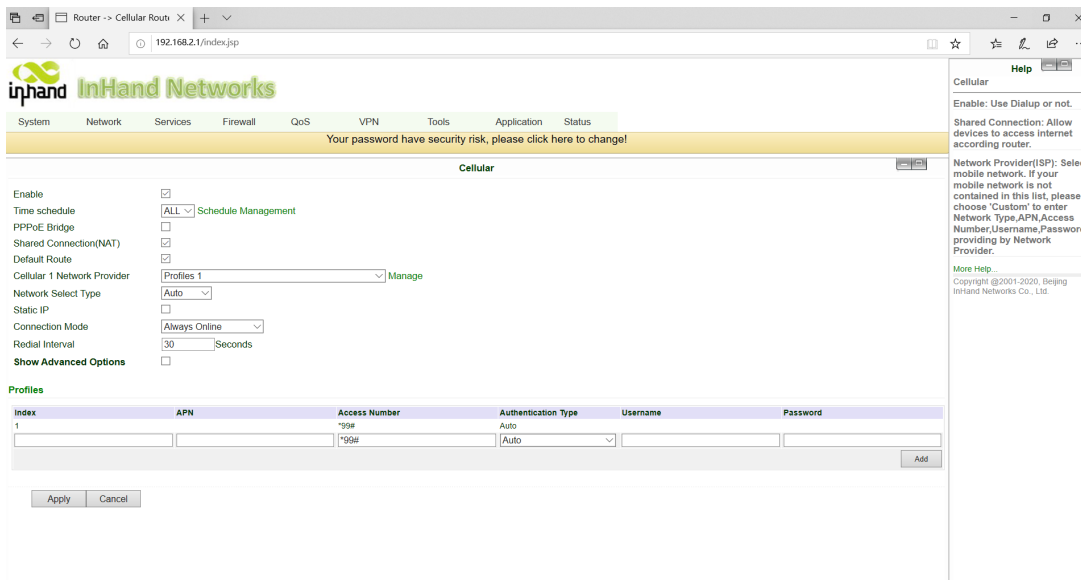 Router -> Cellular Route
192.168.2.1/index.jsp
inhand InHand Networks
System Network Services Firewall QoS VPN Tools Application Status
Your password have security risk, please click here to change!
Cellular
Enable
Time schedule ALL Schedule Management
PPPoE Bridge
Shared Connection(NAT)
Default Route
Cellular 1 Network Provider Profiles 1 Manage
Network Select Type Auto
Static IP
Connection Mode Always Online
Redial Interval 30 Seconds
Show Advanced Options
Profiles
Index APN Access Number Authentication Type Username Password
1 *99# Auto
*99# Auto
Add
Apply Cancel
Help
Cellular
Enable: Use Dialup or not.
Shared Connection: Allow
devices to access internet
according router.
Network Provider(ISP): Selec
mobile network. If your
mobile network is not
contained in this list, please
choose 'Custom' to enter
Network Type,APN,Access
Number,Username,Password
providing by Network
Provider.
More Help...
Copyright @2001-2020, Beijing
InHand Networks Co., Ltd.